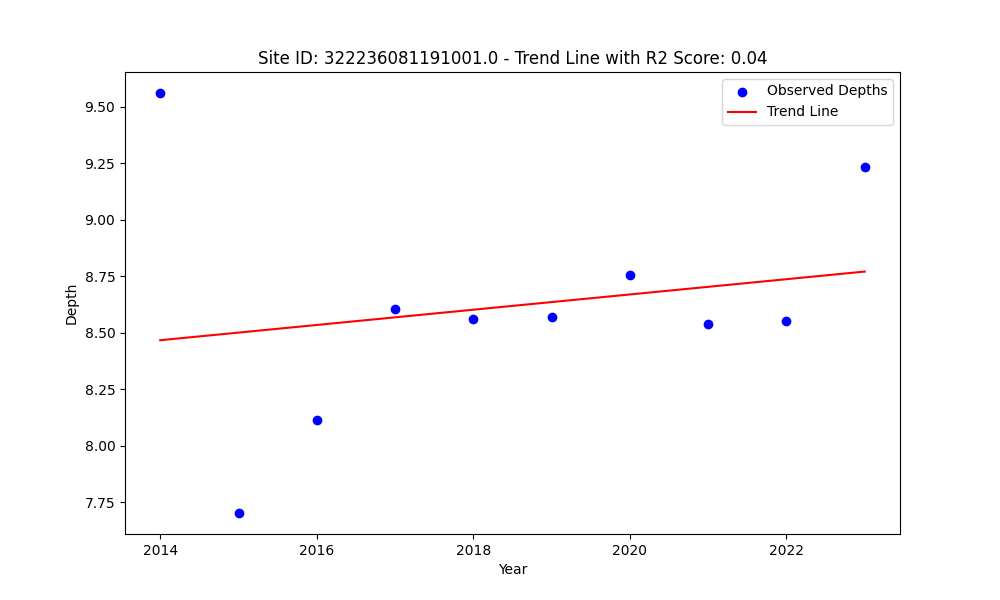 Site ID: 322236081191001.0 - Trend Line with R2 Score: 0.04
Observed Depths
Trend Line
9.50
9.25
9.00
8.75
8.50
8.25
8.00
7.75
Depth
2014
2016
2018
2020
2022
Year